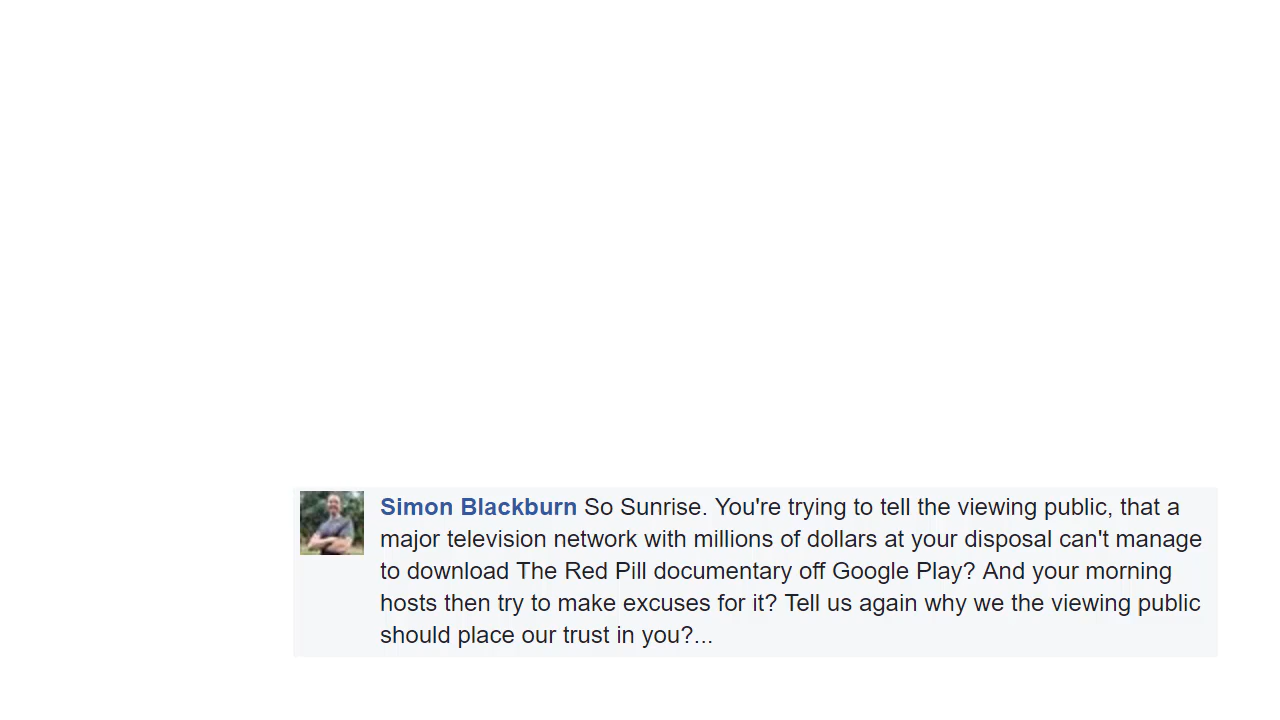 Simon Blackburn So Sunrise. You're trying to tell the viewing public, that a
major television network with millions of dollars at your disposal can't manage
to download The Red Pill documentary off Google Play? And your morning
hosts then try to make excuses for it? Tell us again why we the viewing public
should place our trust in you?...